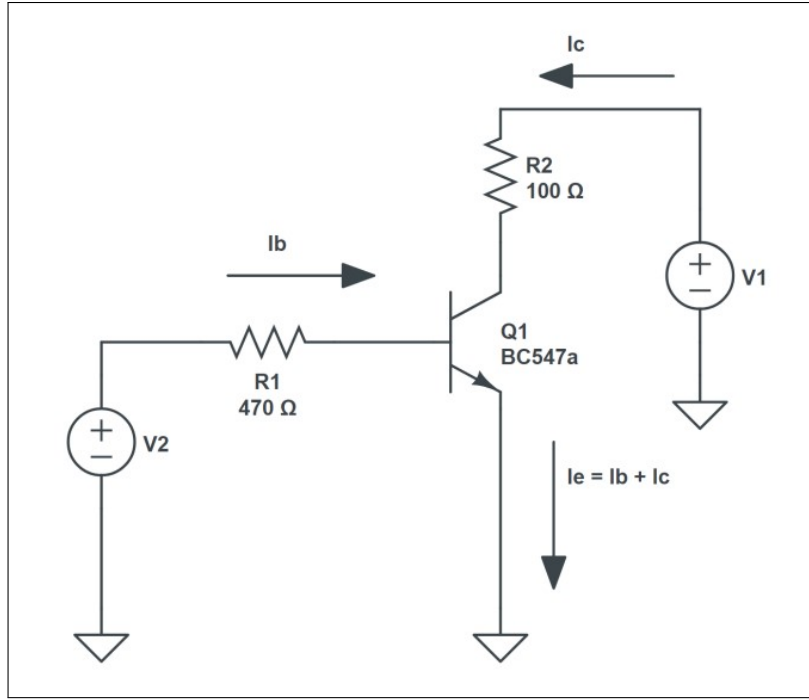 Ic
R2
100 Ω
Ib
+
−
V1
Q1
BC547a
R1
470 Ω
+
−
V2
Ie = Ib + Ic